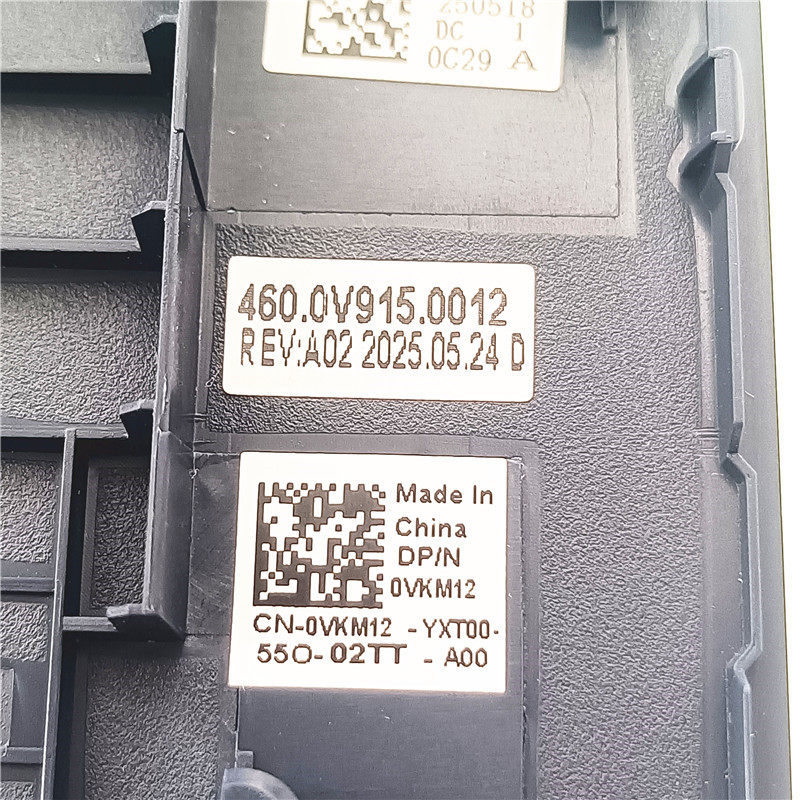 250518
DC 1
0C29 A
460.0V915.0012
REV:A02 2025.05.24 D
Made In
China
DP/N
0VKM12
CN-0VKM12 -YXT00-
55O-02TT - A00